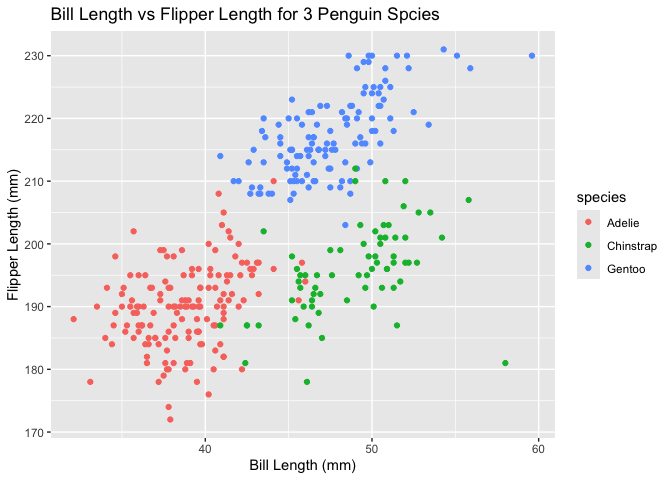 Bill Length vs Flipper Length for 3 Penguin Spcies
230
220
210
200
190
180
170
Flipper Length (mm)
40
50
60
Bill Length (mm)
species
Adelie
Chinstrap
Gentoo